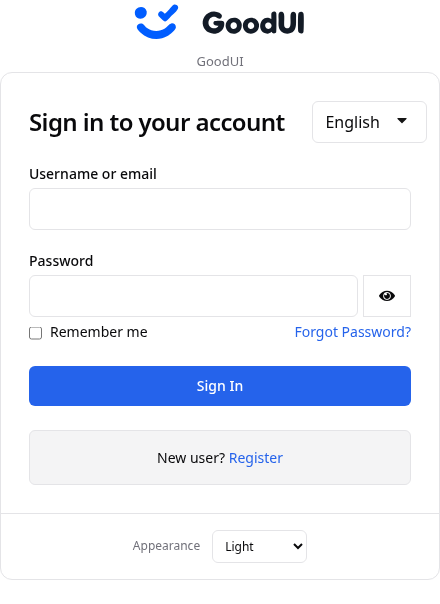 GoodUI
GoodUI
Sign in to your account
English
Username or email
Password
Remember me
Forgot Password?
Sign In
New user? Register
Appearance
Light